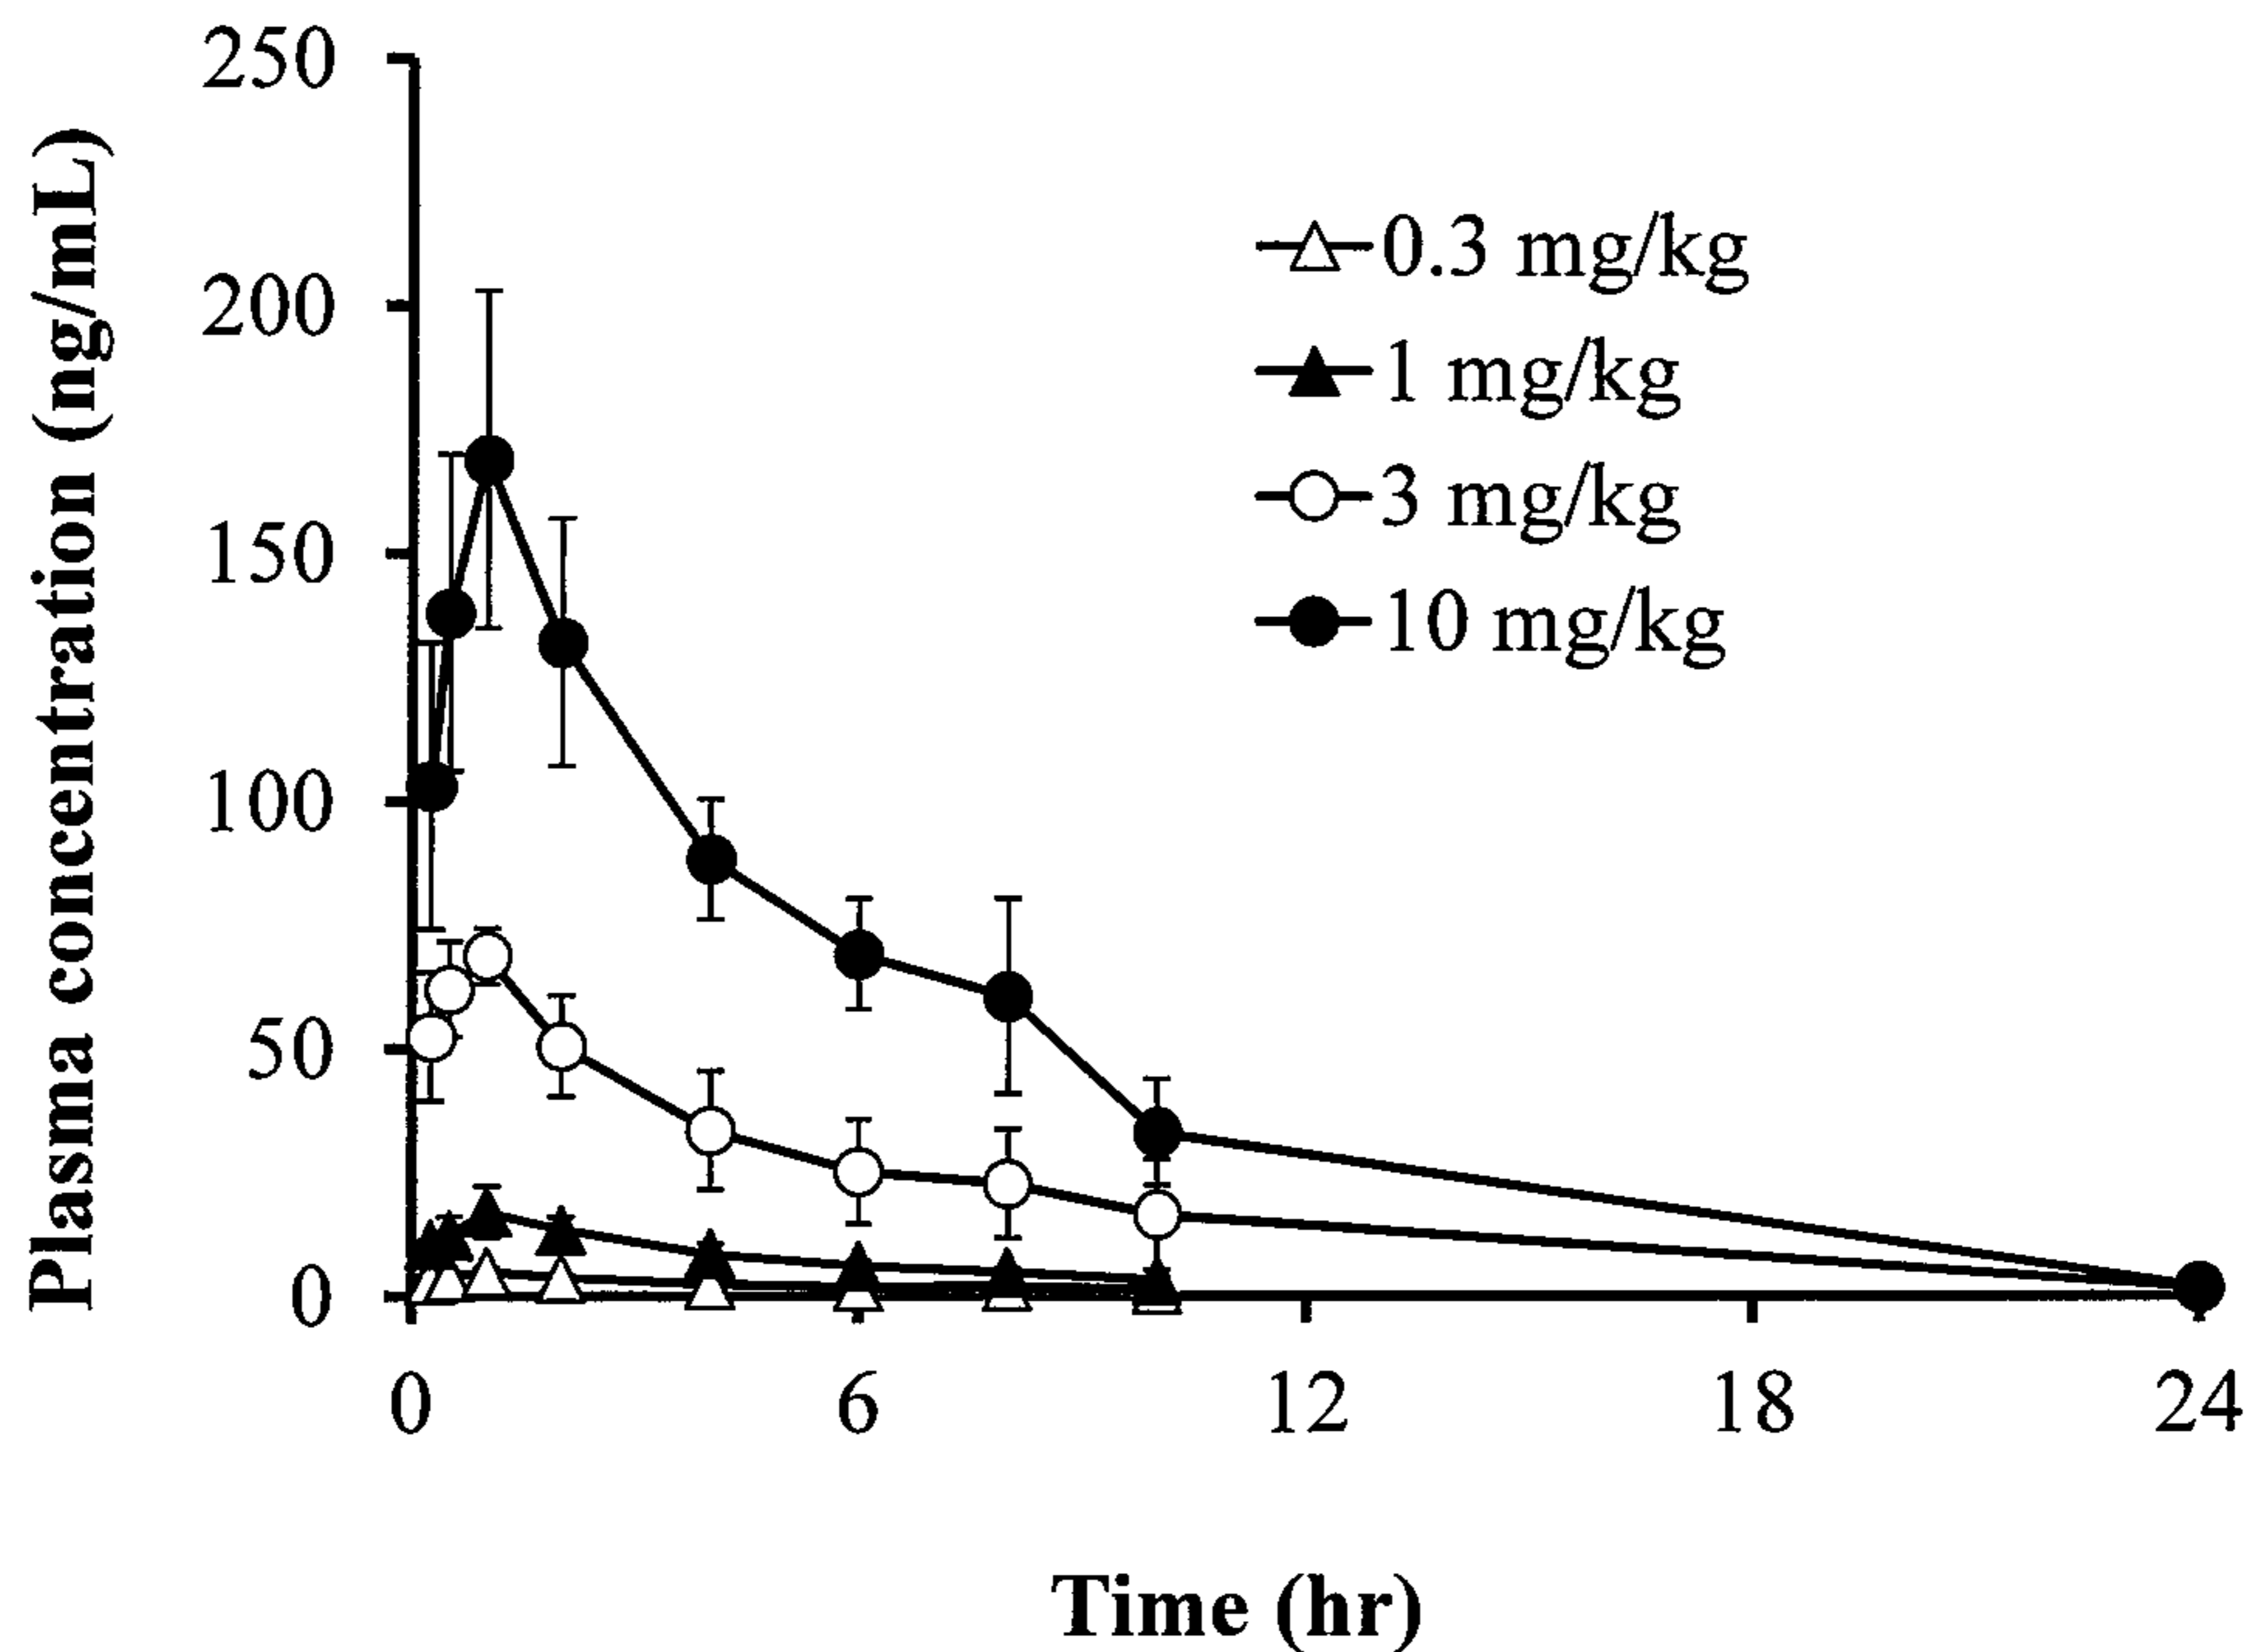 Plasma concentration (ng/mL)
250
200
150
100
50
0
0.3 mg/kg
1 mg/kg
3 mg/kg
10 mg/kg
0 6 12 18 24
Time (hr)